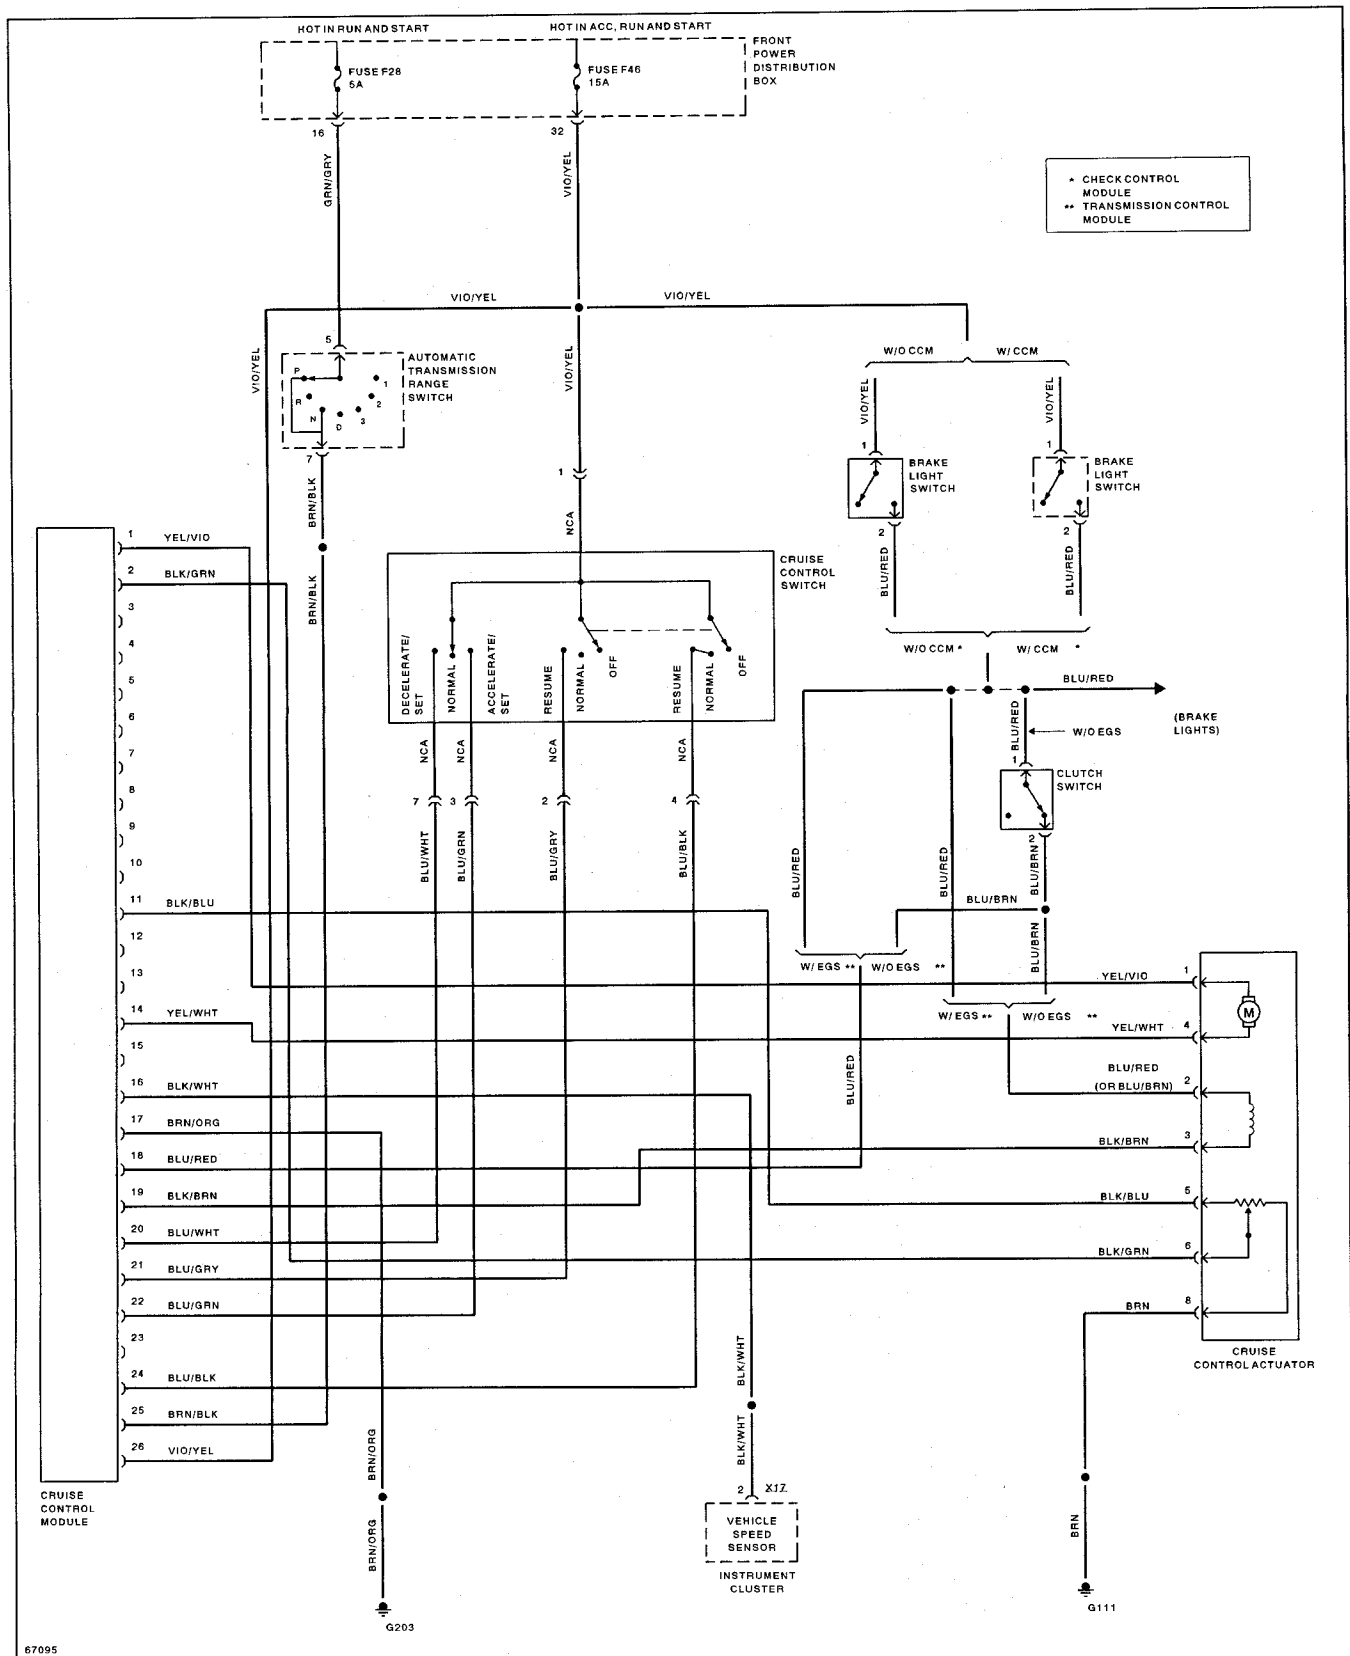 HOT IN RUN AND START
HOT IN ACC, RUN AND START
FRONT
POWER
DISTRIBUTION
BOX
FUSE F28
5A
FUSE F46
15A
16
32
GRN/GRY
VIO/YEL
* CHECK CONTROL
MODULE
** TRANSMISSION CONTROL
MODULE
VIO/YEL
VIO/YEL
VIO/YEL
VIO/YEL
5
AUTOMATIC
TRANSMISSION
RANGE
SWITCH
P
R
N
D
3
2
1
7
BRN/BLK
BRN/BLK
W/O CCM
W/ CCM
VIO/YEL
VIO/YEL
1
1
BRAKE
LIGHT
SWITCH
BRAKE
LIGHT
SWITCH
2
2
BLU/RED
BLU/RED
W/O CCM *
W/ CCM *
1
NCA
CRUISE
CONTROL
SWITCH
DECELERATE/
SET
NORMAL
ACCELERATE/
SET
RESUME
NORMAL
OFF
RESUME
NORMAL
OFF
NCA
NCA
NCA
NCA
7
3
2
4
BLU/WHT
BLU/GRN
BLU/GRY
BLU/BLK
BLU/RED
(BRAKE
LIGHTS)
BLU/RED
W/O EGS
1
CLUTCH
SWITCH
2
BLU/RED
BLU/RED
BLU/BRN
BLU/BRN
BLU/BRN
W/ EGS **
W/O EGS **
W/ EGS **
W/O EGS **
BLU/RED
1
YEL/VIO
2
BLK/GRN
3
4
5
6
7
8
9
10
11
BLK/BLU
12
13
14
YEL/WHT
15
16
BLK/WHT
17
BRN/ORG
18
BLU/RED
19
BLK/BRN
20
BLU/WHT
21
BLU/GRY
22
BLU/GRN
23
24
BLU/BLK
25
BRN/BLK
26
VIO/YEL
CRUISE
CONTROL
MODULE
YEL/VIO
1
YEL/WHT
4
M
BLU/RED
(OR BLU/BRN)
2
BLK/BRN
3
BLK/BLU
5
BLK/GRN
6
BRN
8
CRUISE
CONTROL ACTUATOR
BLK/WHT
BLK/WHT
2
X17
VEHICLE
SPEED
SENSOR
INSTRUMENT
CLUSTER
BRN/ORG
BRN/ORG
G203
BRN
G111
67095